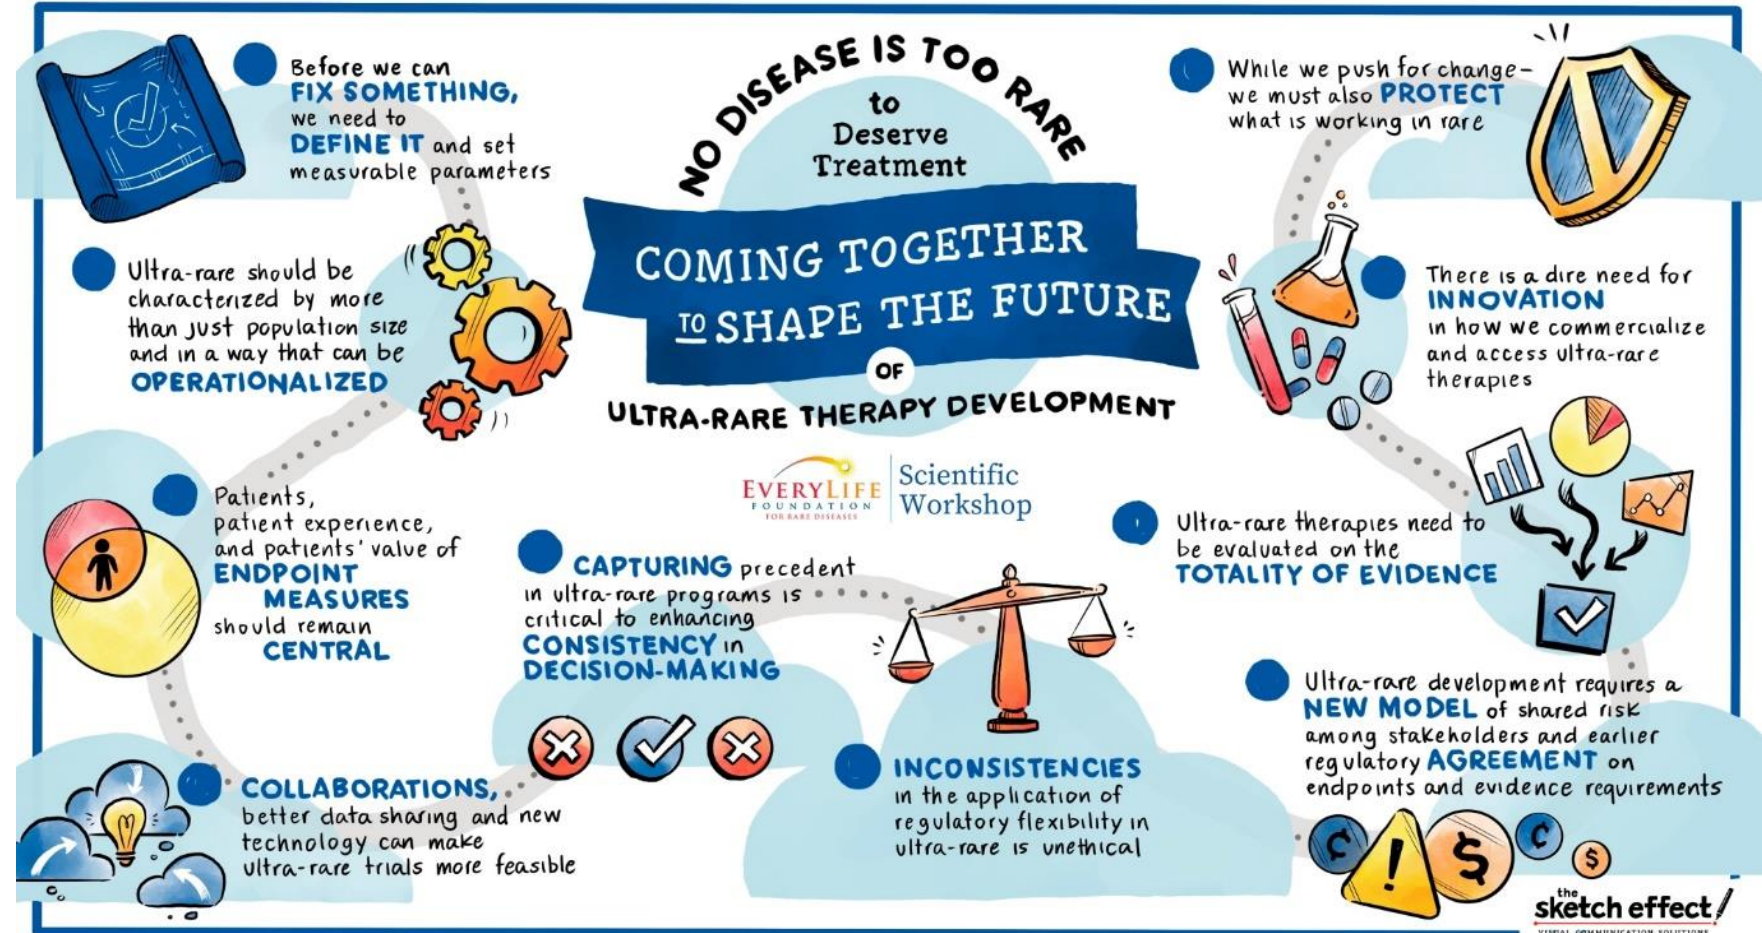 NO DISEASE IS TOO RARE
to
Deserve
Treatment
COMING TOGETHER
TO SHAPE THE FUTURE
OF
ULTRA-RARE THERAPY DEVELOPMENT
EVERYLIFE
FOUNDATION
FOR RARE DISEASES
Scientific
Workshop
Before we can
FIX SOMETHING,
we need to
DEFINE IT and set
measurable parameters
Ultra-rare should be
characterized by more
than just population size
and in a way that can be
OPERATIONALIZED
Patients,
patient experience,
and patients' value of
ENDPOINT
MEASURES
should remain
CENTRAL
COLLABORATIONS,
better data sharing and new
technology can make
ultra-rare trials more feasible
CAPTURING precedent
in ultra-rare programs is
critical to enhancing
CONSISTENCY in
DECISION-MAKING
INCONSISTENCIES
in the application of
regulatory flexibility in
ultra-rare is unethical
Ultra-rare development requires a
NEW MODEL of shared risk
among stakeholders and earlier
regulatory AGREEMENT on
endpoints and evidence requirements
¢ ! $ ¢ $
Ultra-rare therapies need to
be evaluated on the
TOTALITY OF EVIDENCE
There is a dire need for
INNOVATION
in how we commercialize
and access ultra-rare
therapies
While we push for change-
we must also PROTECT
what is working in rare
the
sketch effect
VISUAL COMMUNICATION SOLUTIONS